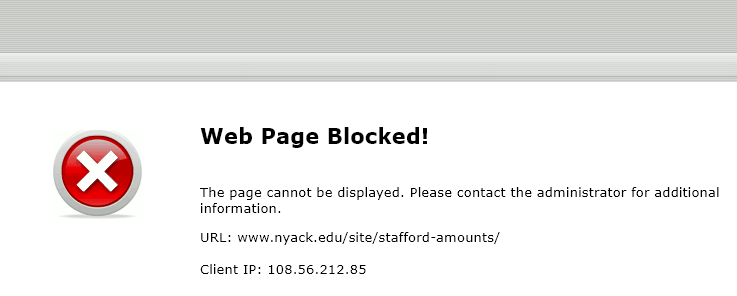 Web Page Blocked!
The page cannot be displayed. Please contact the administrator for additional
information.
URL: www.nyack.edu/site/stafford-amounts/
Client IP: 108.56.212.85